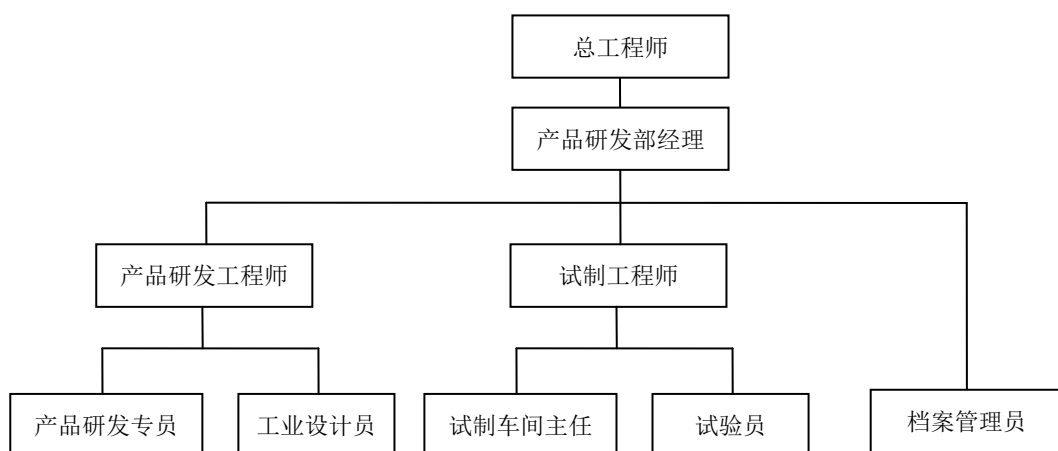 总工程师
产品研发部经理
产品研发工程师
试制工程师
产品研发专员
工业设计员
试制车间主任
试验员
档案管理员